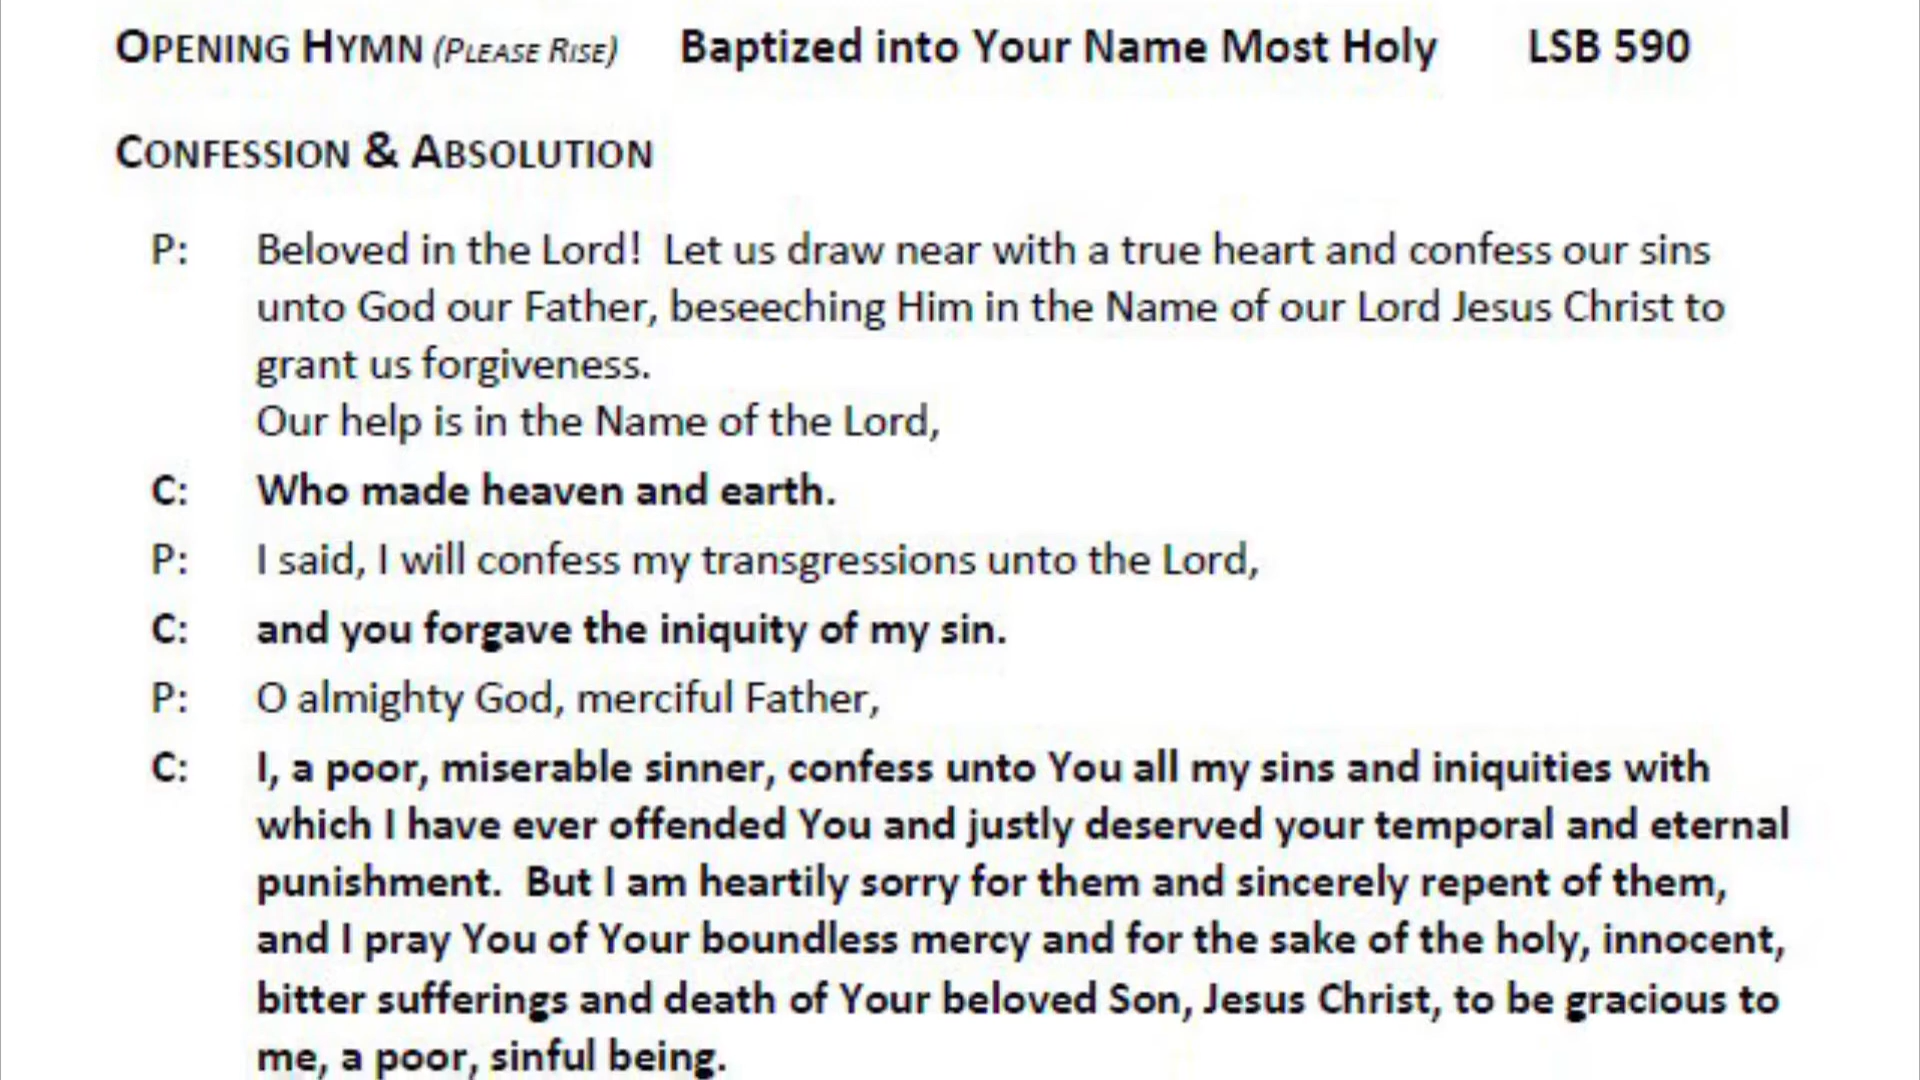 OPENING HYMN (PLEASE RISE) Baptized into Your Name Most Holy LSB 590
CONFESSION & ABSOLUTION
P: Beloved in the Lord! Let us draw near with a true heart and confess our sins
unto God our Father, beseeching Him in the Name of our Lord Jesus Christ to
grant us forgiveness.
Our help is in the Name of the Lord,
C: Who made heaven and earth.
P: I said, I will confess my transgressions unto the Lord,
C: and you forgave the iniquity of my sin.
P: O almighty God, merciful Father,
C: I, a poor, miserable sinner, confess unto You all my sins and iniquities with
which I have ever offended You and justly deserved your temporal and eternal
punishment. But I am heartily sorry for them and sincerely repent of them,
and I pray You of Your boundless mercy and for the sake of the holy, innocent,
bitter sufferings and death of Your beloved Son, Jesus Christ, to be gracious to
me, a poor, sinful being.